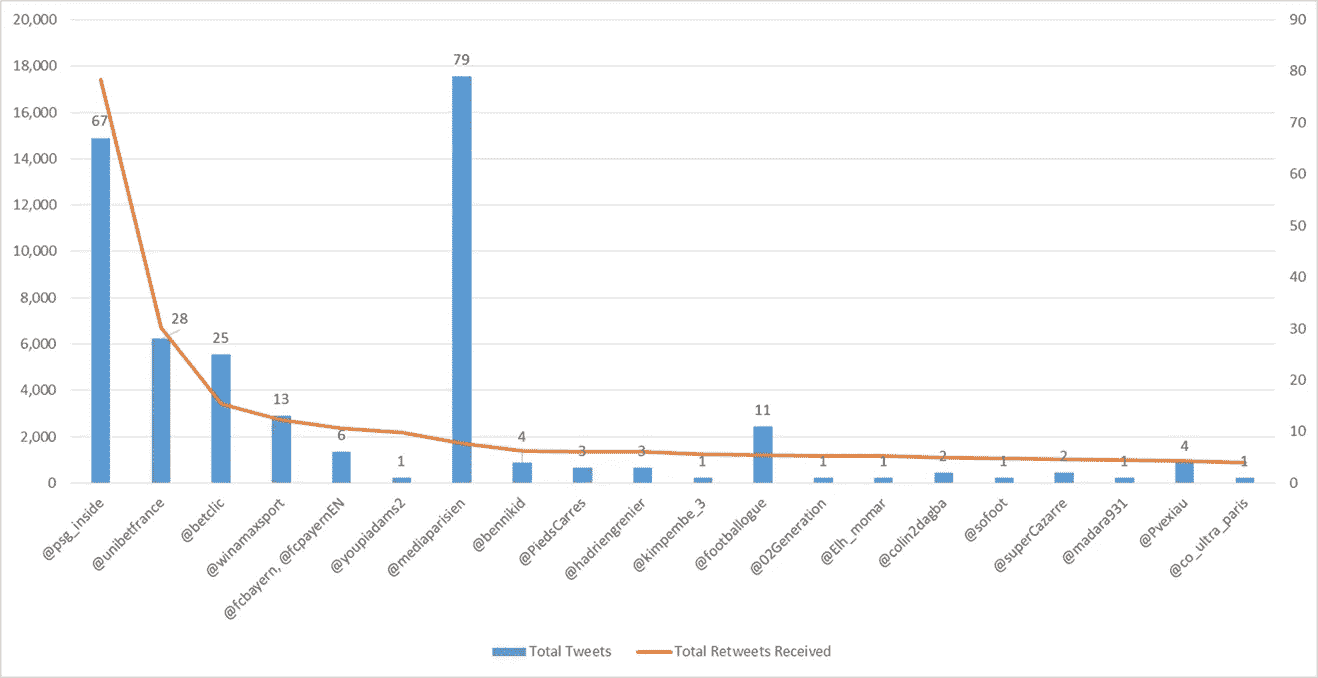 20,000
18,000
16,000
14,000
12,000
10,000
8,000
6,000
4,000
2,000
0
90
80
70
60
50
40
30
20
10
0
67
28
25
13
6
1
79
4
3
3
1
11
1
1
2
1
2
1
4
1
@psg_inside
@unibetfrance
@betclic
@winamaxsport
@fcbayern, @fcpayernEN
@youpiadams2
@mediaparisien
@bennikid
@PiedsCarres
@hadriengrenier
@kimpembe_3
@footballogue
@02Generation
@Elh_momar
@colin2dagba
@sofoot
@superCazarre
@madara931
@Pvexiau
@co_ultra_paris
Total Tweets
Total Retweets Received